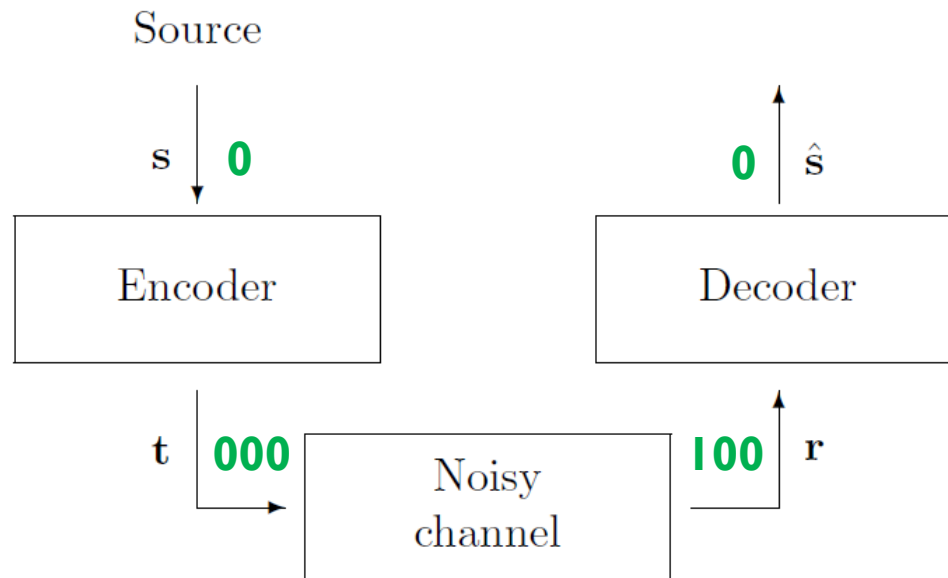 Source
s 0
0 ŝ
Encoder
Decoder
t 000
100 r
Noisy
channel